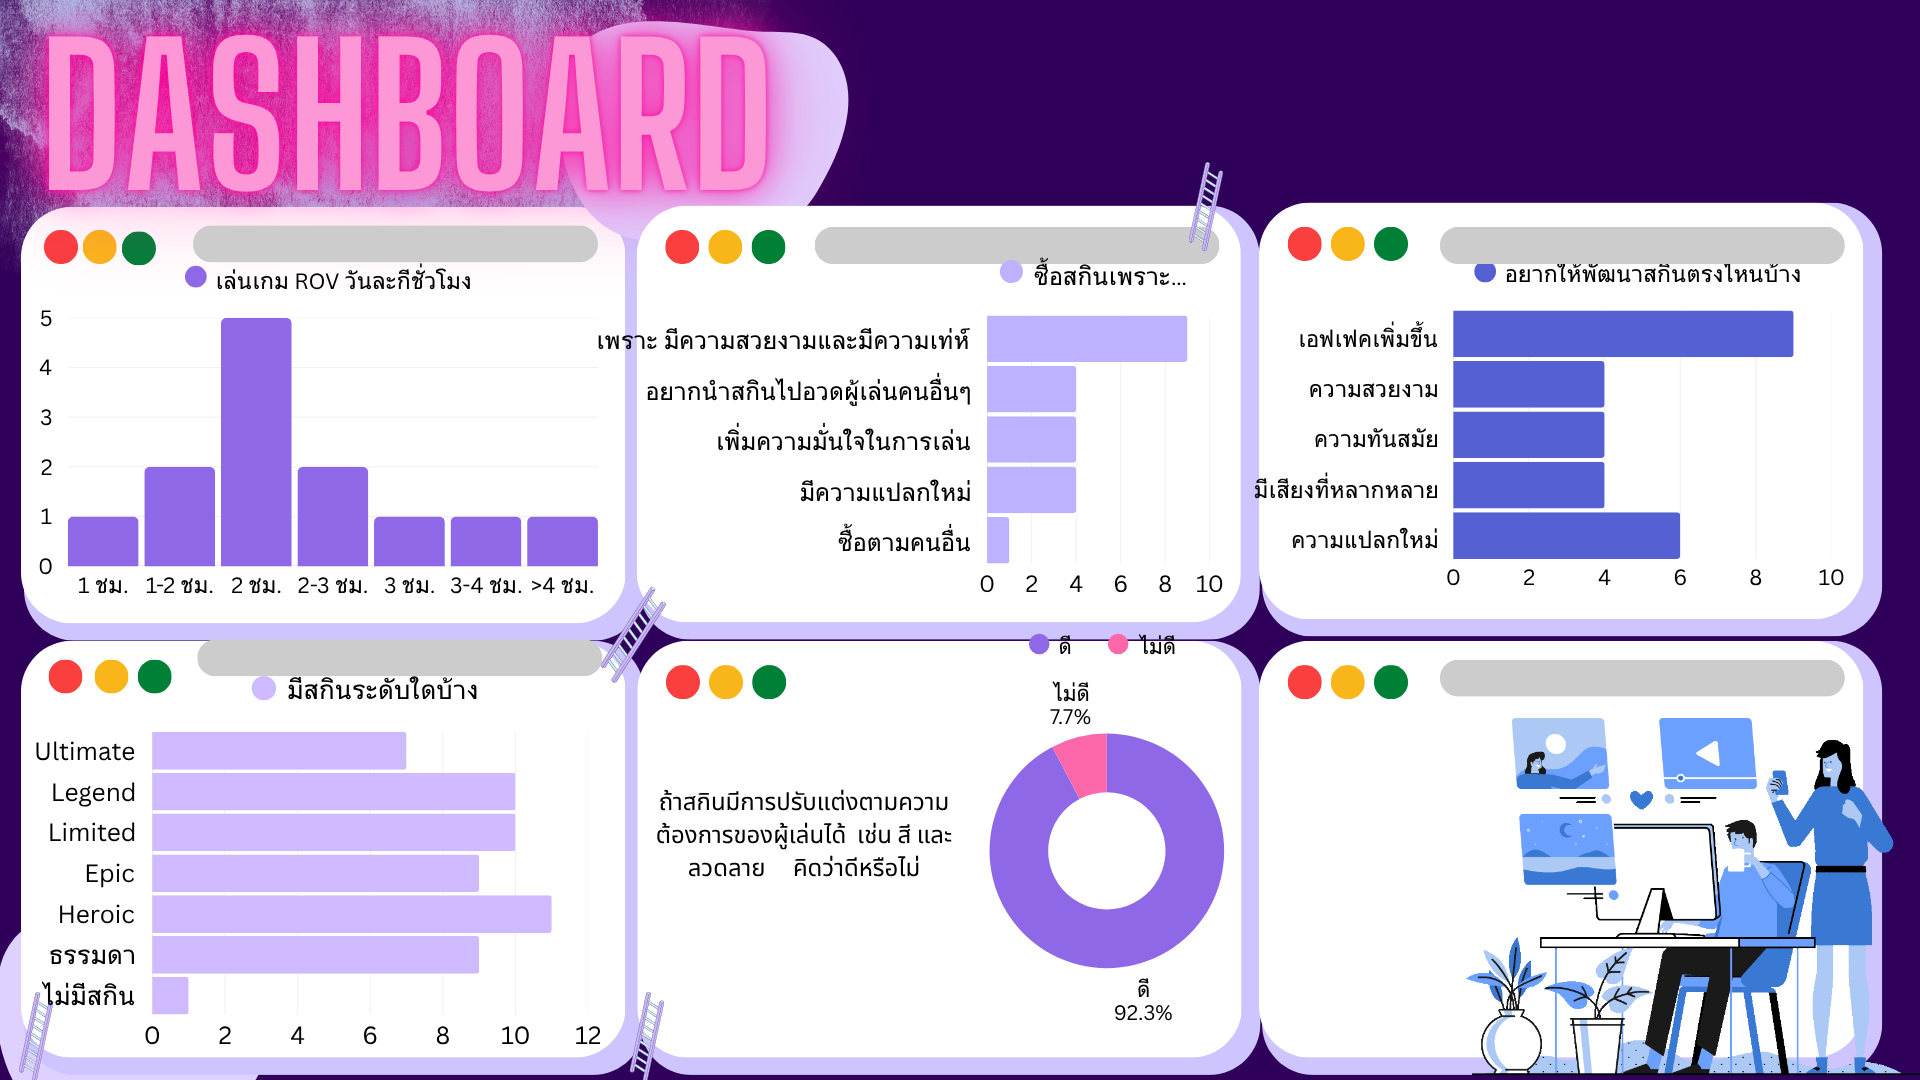 DASHBOARD
เล่นเกม ROV วันละกี่ชั่วโมง
5
4
3
2
1
0
1 ชม. 1-2 ชม. 2 ชม. 2-3 ชม. 3 ชม. 3-4 ชม. >4 ชม.
ซื้อสกินเพราะ...
เพราะ มีความสวยงามและมีความเท่ห์
อยากนำสกินไปอวดผู้เล่นคนอื่นๆ
เพิ่มความมั่นใจในการเล่น
มีความแปลกใหม่
ซื้อตามคนอื่น
0 2 4 6 8 10
อยากให้พัฒนาสกินตรงไหนบ้าง
เอฟเฟคเพิ่มขึ้น
ความสวยงาม
ความทันสมัย
มีเสียงที่หลากหลาย
ความแปลกใหม่
0 2 4 6 8 10
มีสกินระดับใดบ้าง
Ultimate
Legend
Limited
Epic
Heroic
ธรรมดา
ไม่มีสกิน
0 2 4 6 8 10 12
ดี ไม่ดี
ไม่ดี
7.7%
ถ้าสกินมีการปรับแต่งตามความ
ต้องการของผู้เล่นได้ เช่น สี และ
ลวดลาย คิดว่าดีหรือไม่
ดี
92.3%